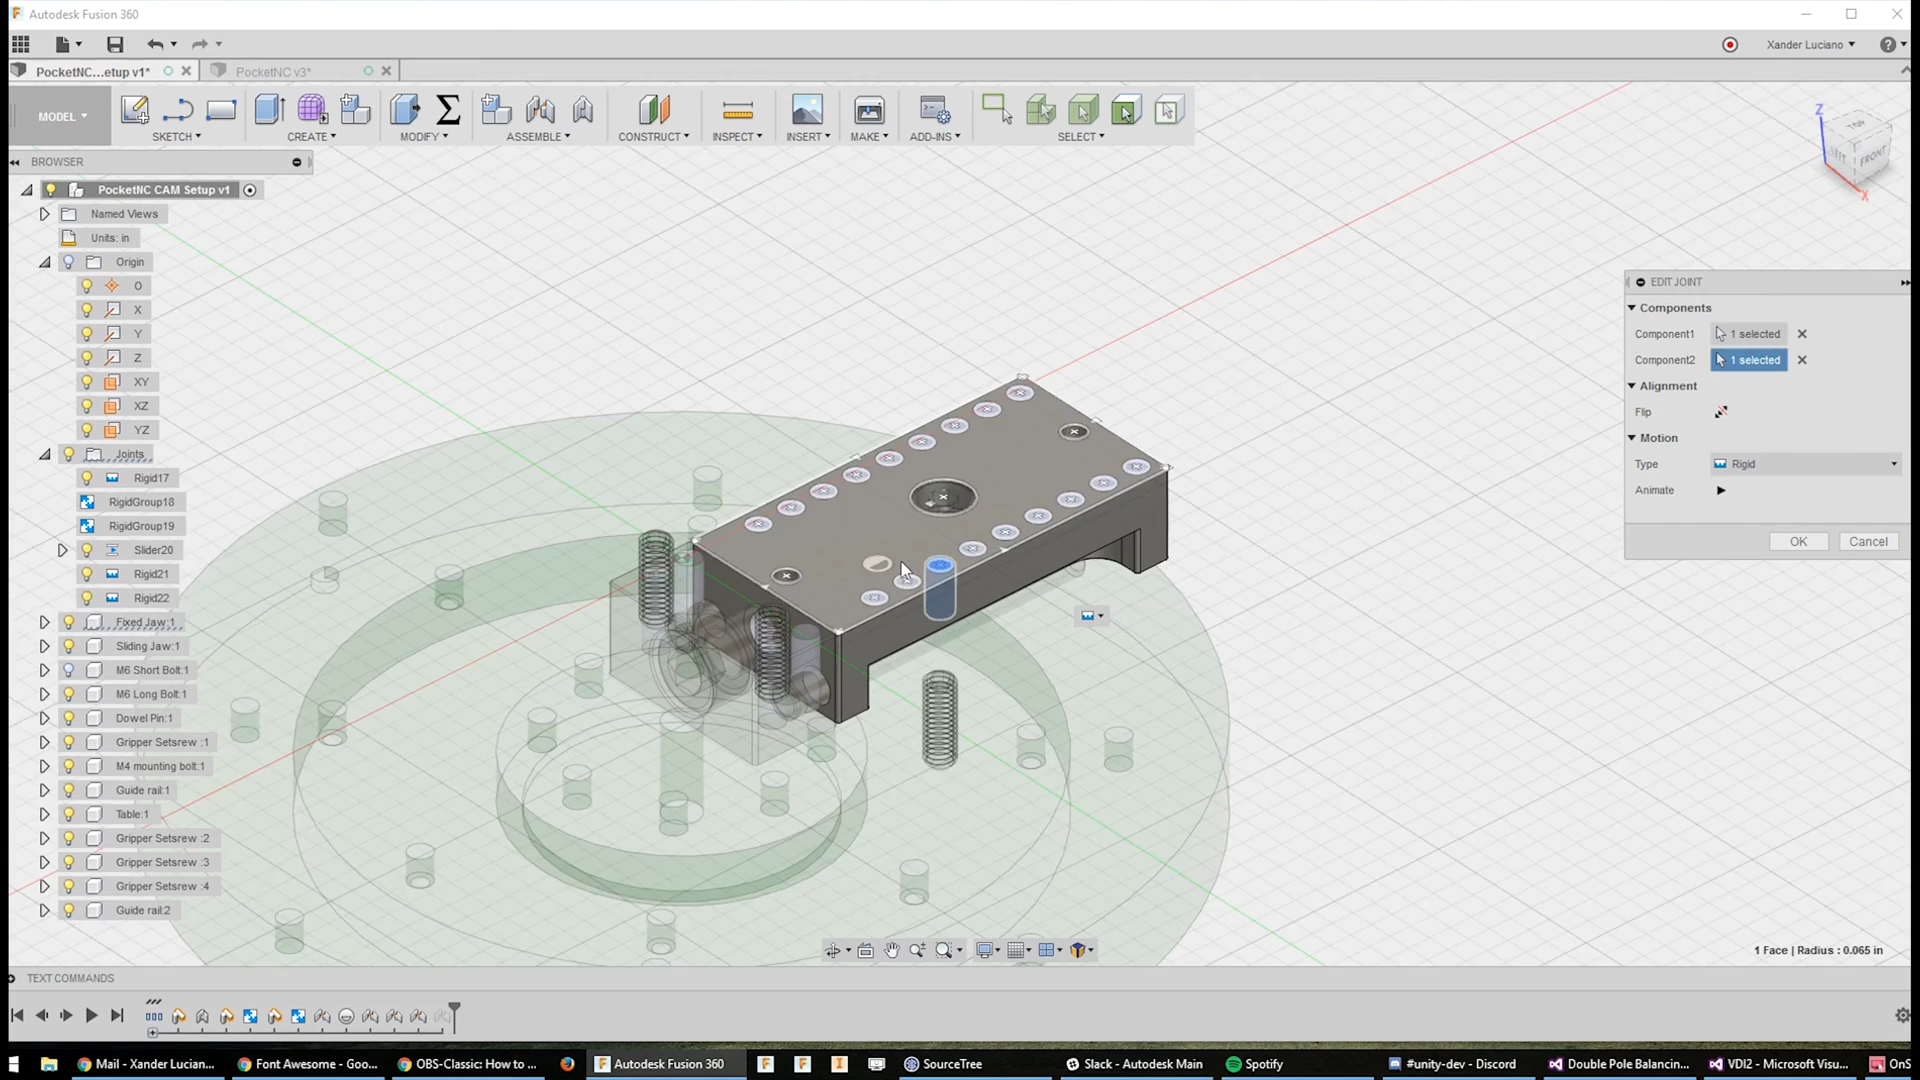 Autodesk Fusion 360
Xander Luciano
PocketNC...etup v1*
PocketNC v3*
MODEL
SKETCH
CREATE
MODIFY
ASSEMBLE
CONSTRUCT
INSPECT
INSERT
MAKE
ADD-INS
SELECT
BROWSER
PocketNC CAM Setup v1
Named Views
Units: in
Origin
O
X
Y
Z
XY
XZ
YZ
Joints
Rigid17
RigidGroup18
RigidGroup19
Slider20
Rigid21
Rigid22
Fixed Jaw:1
Sliding Jaw:1
M6 Short Bolt:1
M6 Long Bolt:1
Dowel Pin:1
Gripper Setsrew :1
M4 mounting bolt:1
Guide rail:1
Table:1
Gripper Setsrew :2
Gripper Setsrew :3
Gripper Setsrew :4
Guide rail:2
Z
TOP
FRONT
X
EDIT JOINT
Components
Component1 1 selected
Component2 1 selected
Alignment
Flip
Motion
Type Rigid
Animate
OK Cancel
1 Face | Radius : 0.065 in
TEXT COMMANDS
Mail - Xander Lucian...
Font Awesome - Goo...
OBS-Classic: How to ...
Autodesk Fusion 360
SourceTree
Slack - Autodesk Main
Spotify
#unity-dev - Discord
Double Pole Balancin...
VDI2 - Microsoft Visu...
OnS